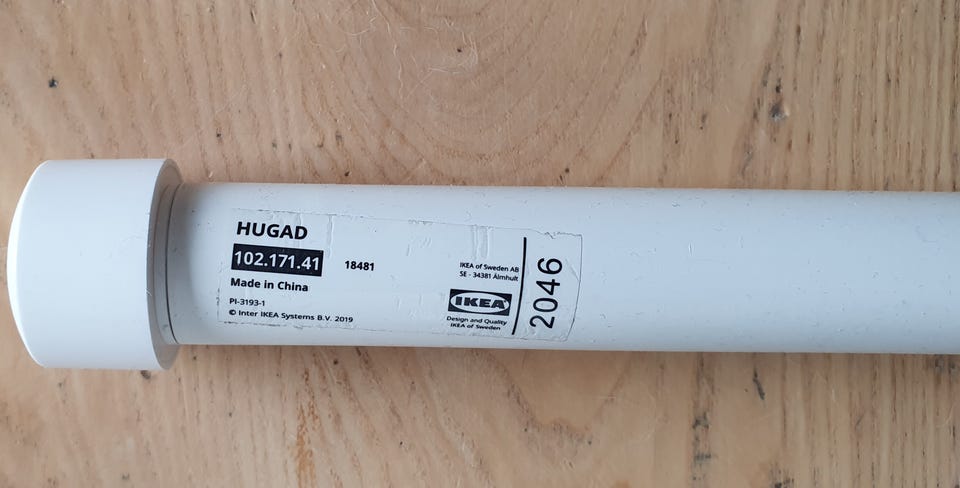 HUGAD
102.171.41 18481
Made in China
PI-3193-1
© Inter IKEA Systems B.V. 2019
IKEA of Sweden AB
SE - 34381 Älmhult
IKEA
Design and Quality
IKEA of Sweden
2046